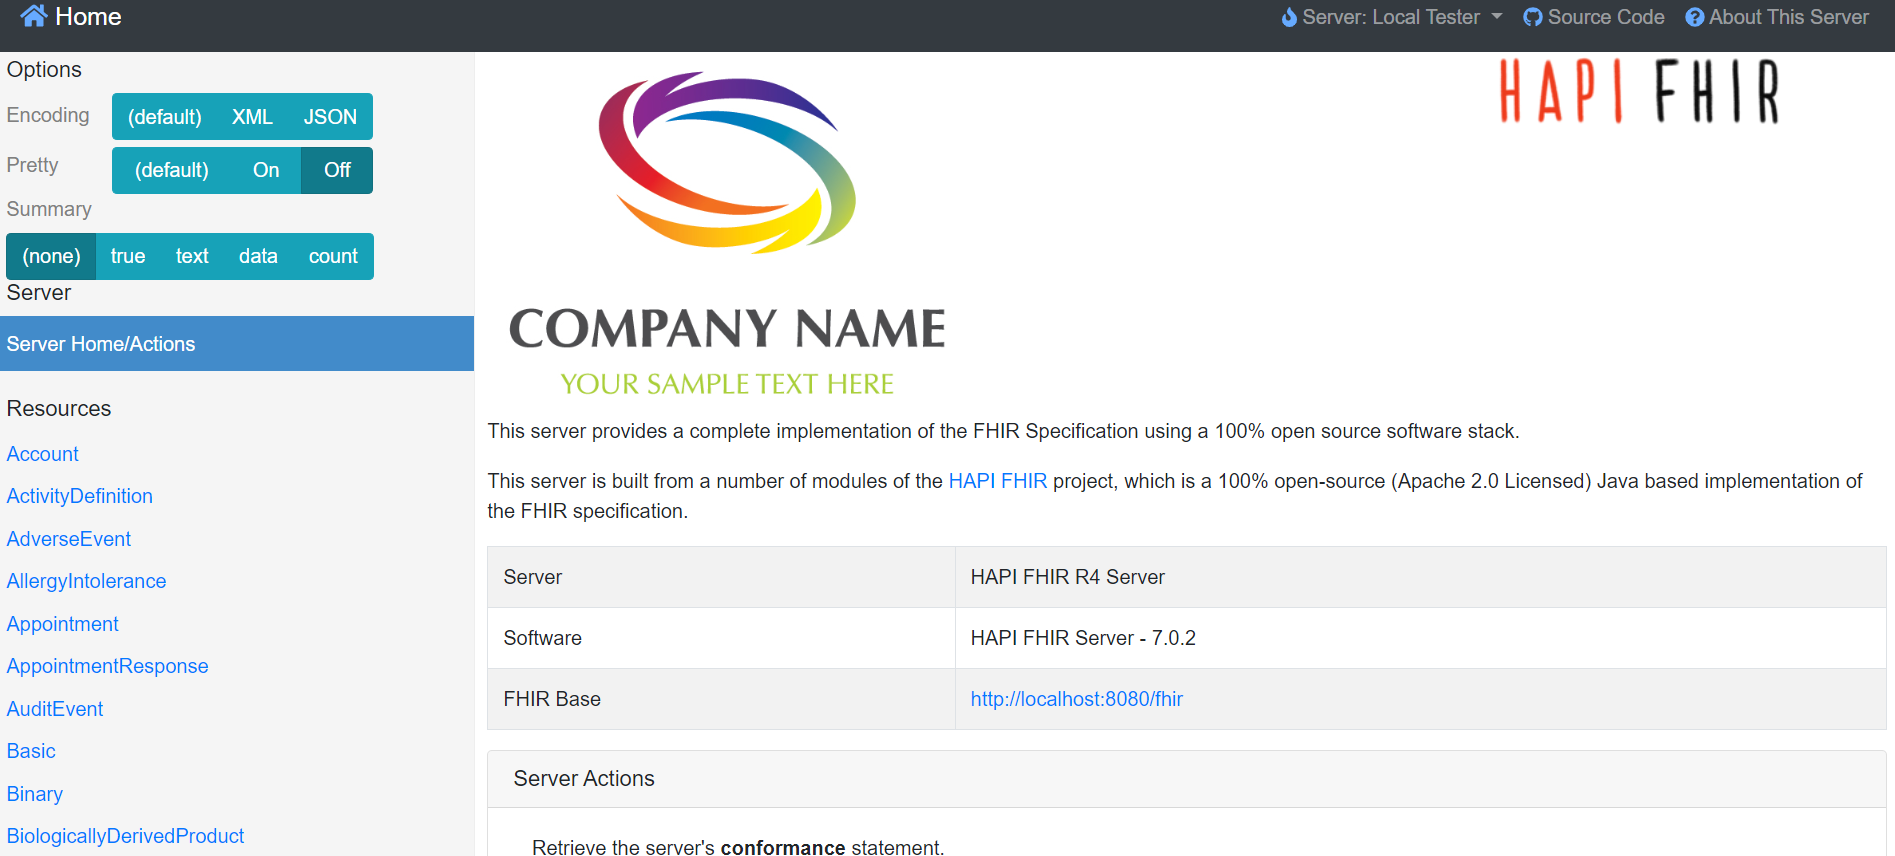 Home
Server: Local Tester
Source Code
About This Server
Options
Encoding
(default) XML JSON
Pretty
(default) On Off
Summary
(none) true text data count
Server
Server Home/Actions
Resources
Account
ActivityDefinition
AdverseEvent
AllergyIntolerance
Appointment
AppointmentResponse
AuditEvent
Basic
Binary
BiologicallyDerivedProduct
HAPI FHIR
COMPANY NAME
YOUR SAMPLE TEXT HERE
This server provides a complete implementation of the FHIR Specification using a 100% open source software stack.
This server is built from a number of modules of the HAPI FHIR project, which is a 100% open-source (Apache 2.0 Licensed) Java based implementation of
the FHIR specification.
Server HAPI FHIR R4 Server
Software HAPI FHIR Server - 7.0.2
FHIR Base http://localhost:8080/fhir
Server Actions
Retrieve the server's conformance statement.